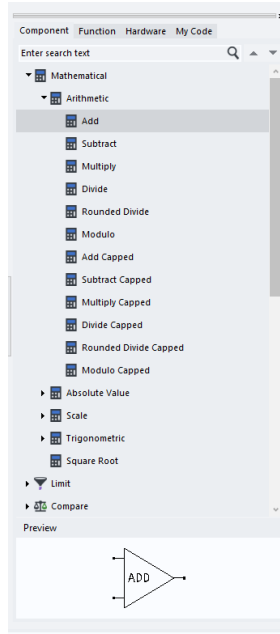 Component Function Hardware My Code
Enter search text
Mathematical
Arithmetic
Add
Subtract
Multiply
Divide
Rounded Divide
Modulo
Add Capped
Subtract Capped
Multiply Capped
Divide Capped
Rounded Divide Capped
Modulo Capped
Absolute Value
Scale
Trigonometric
Square Root
Limit
Compare
Preview
ADD